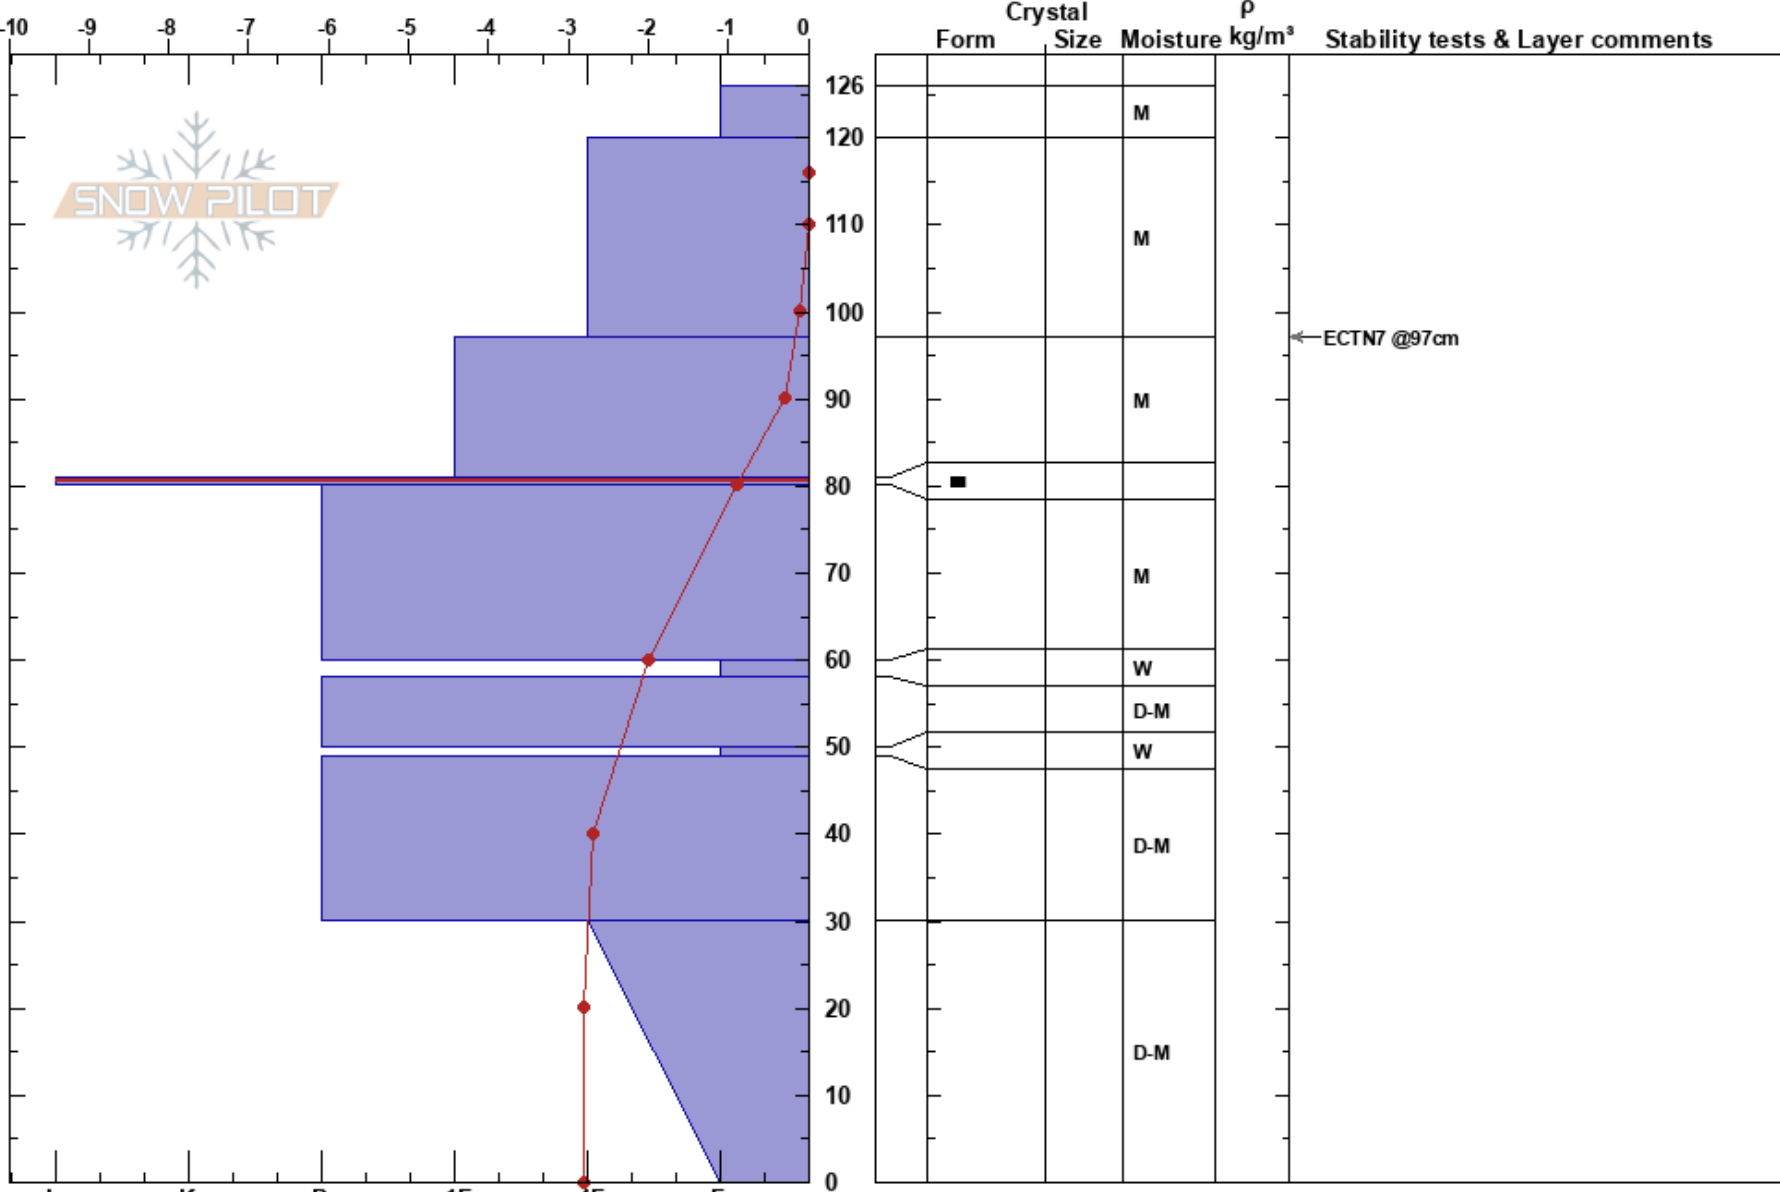 Crystal ρ
-10 -9 -8 -7 -6 -5 -4 -3 -2 -1 0 Form Size Moisture kg/m³ Stability tests & Layer comments
126
M
120
SNOW PILOT
110 M
100
ECTN7 @97cm
90 M
80
70 M
60 W
D-M
50 W
40 D-M
30
20
D-M
10
0